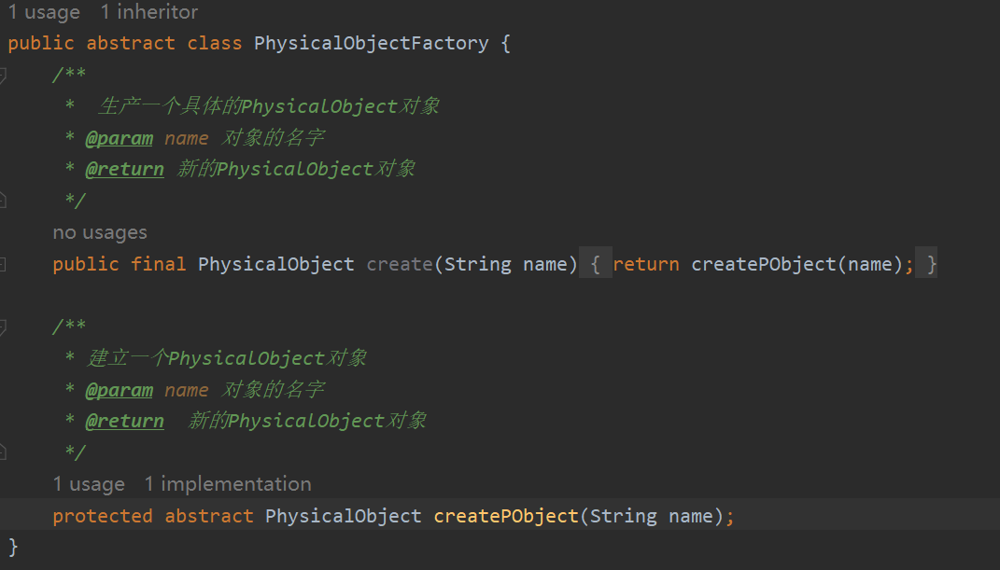 1 usage 1 inheritor
public abstract class PhysicalObjectFactory {
/**
* 生产一个具体的PhysicalObject对象
* @param name 对象的名字
* @return 新的PhysicalObject对象
*/
no usages
public final PhysicalObject create(String name) { return createPObject(name); }
/**
* 建立一个PhysicalObject对象
* @param name 对象的名字
* @return 新的PhysicalObject对象
*/
1 usage 1 implementation
protected abstract PhysicalObject createPObject(String name);
}